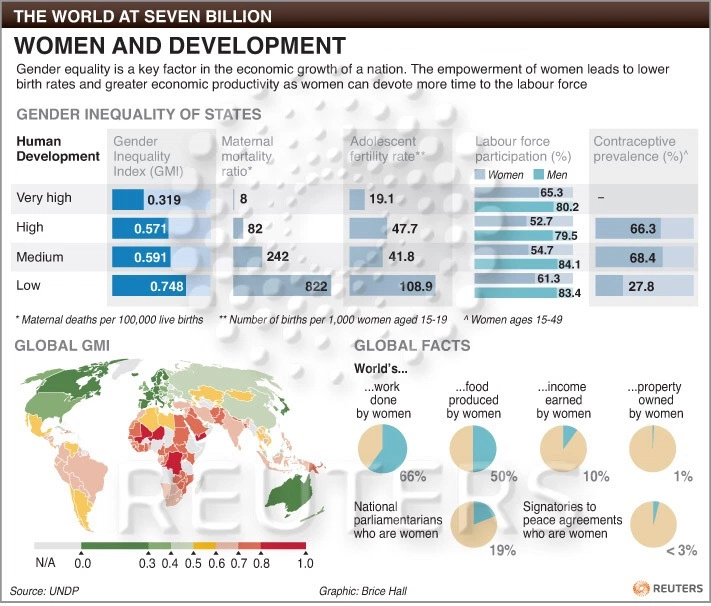 THE WORLD AT SEVEN BILLION
WOMEN AND DEVELOPMENT
Gender equality is a key factor in the economic growth of a nation. The empowerment of women leads to lower
birth rates and greater economic productivity as women can devote more time to the labour force
GENDER INEQUALITY OF STATES
Human Development
Gender Inequality Index (GMI)
Maternal mortality ratio*
Adolescent fertility rate**
Labour force participation (%)
Women Men
Contraceptive prevalence (%)^
Very high 0.319 8 19.1 65.3 –
80.2
High 0.571 82 47.7 52.7 66.3
79.5
Medium 0.591 242 41.8 54.7 68.4
84.1
Low 0.748 822 108.9 61.3 27.8
83.4
* Maternal deaths per 100,000 live births ** Number of births per 1,000 women aged 15-19 ^ Women ages 15-49
GLOBAL GMI
N/A 0.0 0.3 0.4 0.5 0.6 0.7 0.8 1.0
GLOBAL FACTS
World's...
...work
done
by women
66%
...food
produced
by women
50%
...income
earned
by women
10%
...property
owned
by women
1%
National
parliamentarians
who are women
19%
Signatories to
peace agreements
who are women
< 3%
REUTERS
Source: UNDP
Graphic: Brice Hall
REUTERS